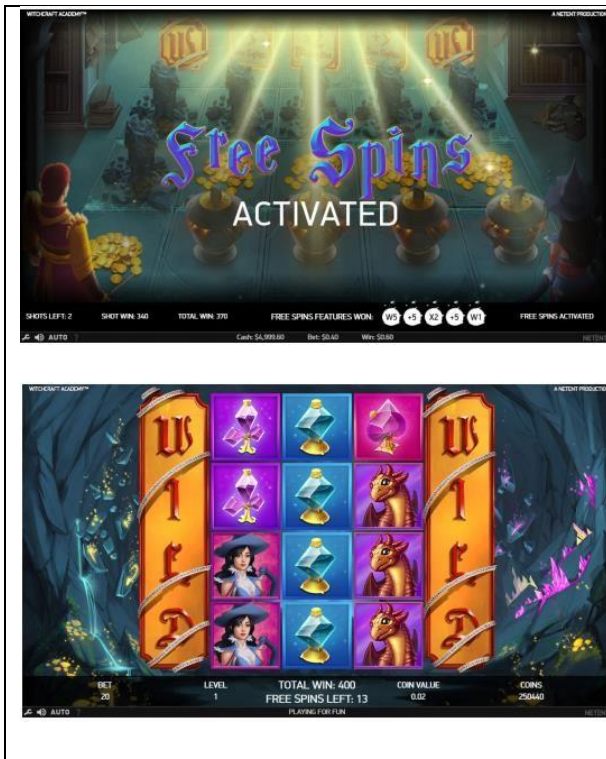 WITCHCRAFT ACADEMY™
A NETENT PRODUCTION
Free Spins
ACTIVATED
SHOTS LEFT: 2 SHOT WIN: 340 TOTAL WIN: 370 FREE SPINS FEATURES WON: W5 +5 X2 +5 W1 FREE SPINS ACTIVATED
AUTO ? Cash: $4,999.60 Bet: $0.40 Win: $0.60 NETENT
WITCHCRAFT ACADEMY™
A NETENT PRODUCTION
W W
I I
L L
D D
BET LEVEL TOTAL WIN: 400 COIN VALUE COINS
20 1 FREE SPINS LEFT: 13 0.02 250440
AUTO ? PLAYING FOR FUN NETENT